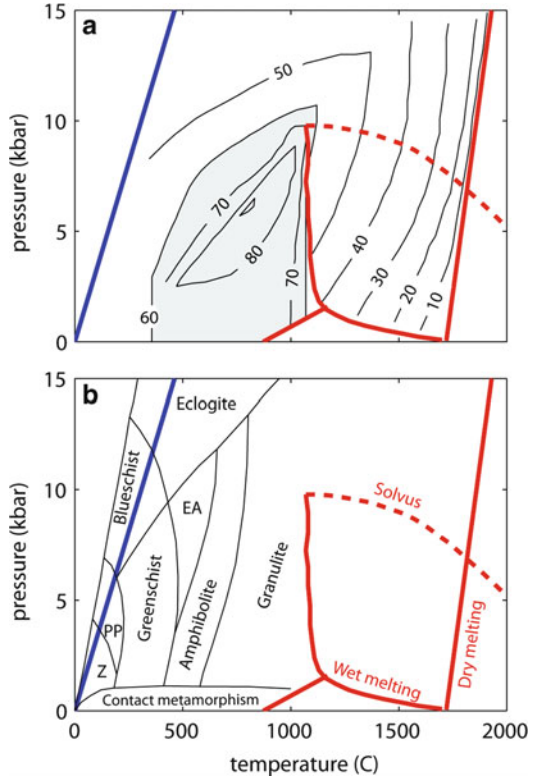 a
pressure (kbar)
15
10
5
0
50
70
80
60
70
40
30
20
10
b
pressure (kbar)
15
10
5
0
Eclogite
Blueschist
EA
PP
Greenschist
Amphibolite
Granulite
Z
Contact metamorphism
Solvus
Wet melting
Dry melting
0
500
1000
1500
2000
temperature (C)